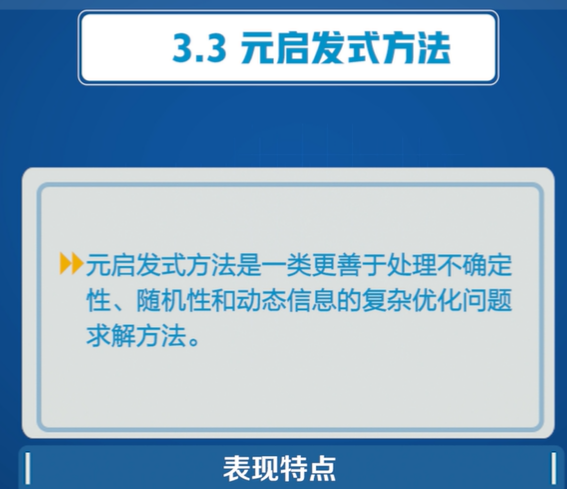 3.3 元启发式方法
元启发式方法是一类更善于处理不确定
性、随机性和动态信息的复杂优化问题
求解方法。
表现特点